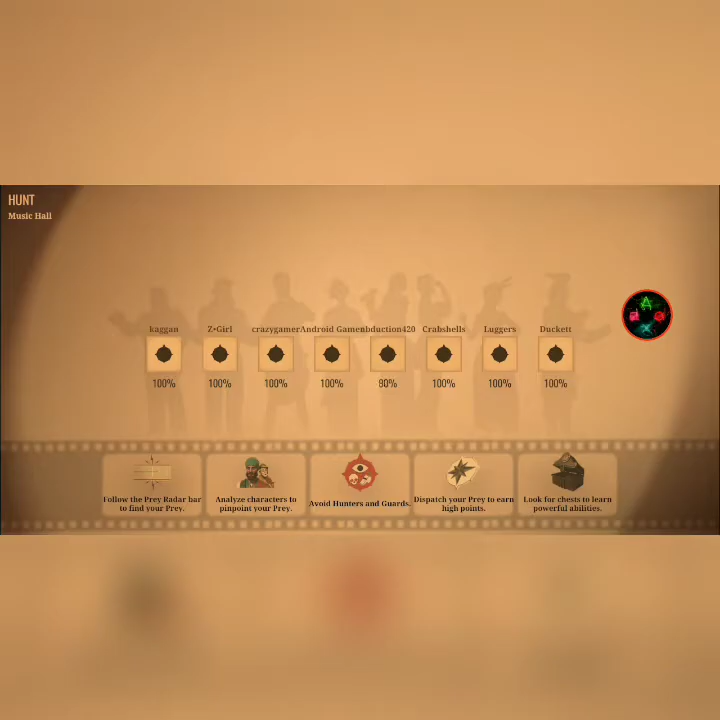 HUNT
Music Hall
kaggan Z•Girl crazygamer Android Gamer bduction420 Crabshells Luggers Duckett
100% 100% 100% 100% 90% 100% 100% 100%
Follow the Prey Radar bar
to find your Prey.
Analyze characters to
pinpoint your Prey.
Avoid Hunters and Guards.
Dispatch your Prey to earn
high points.
Look for chests to learn
powerful abilities.
A
X